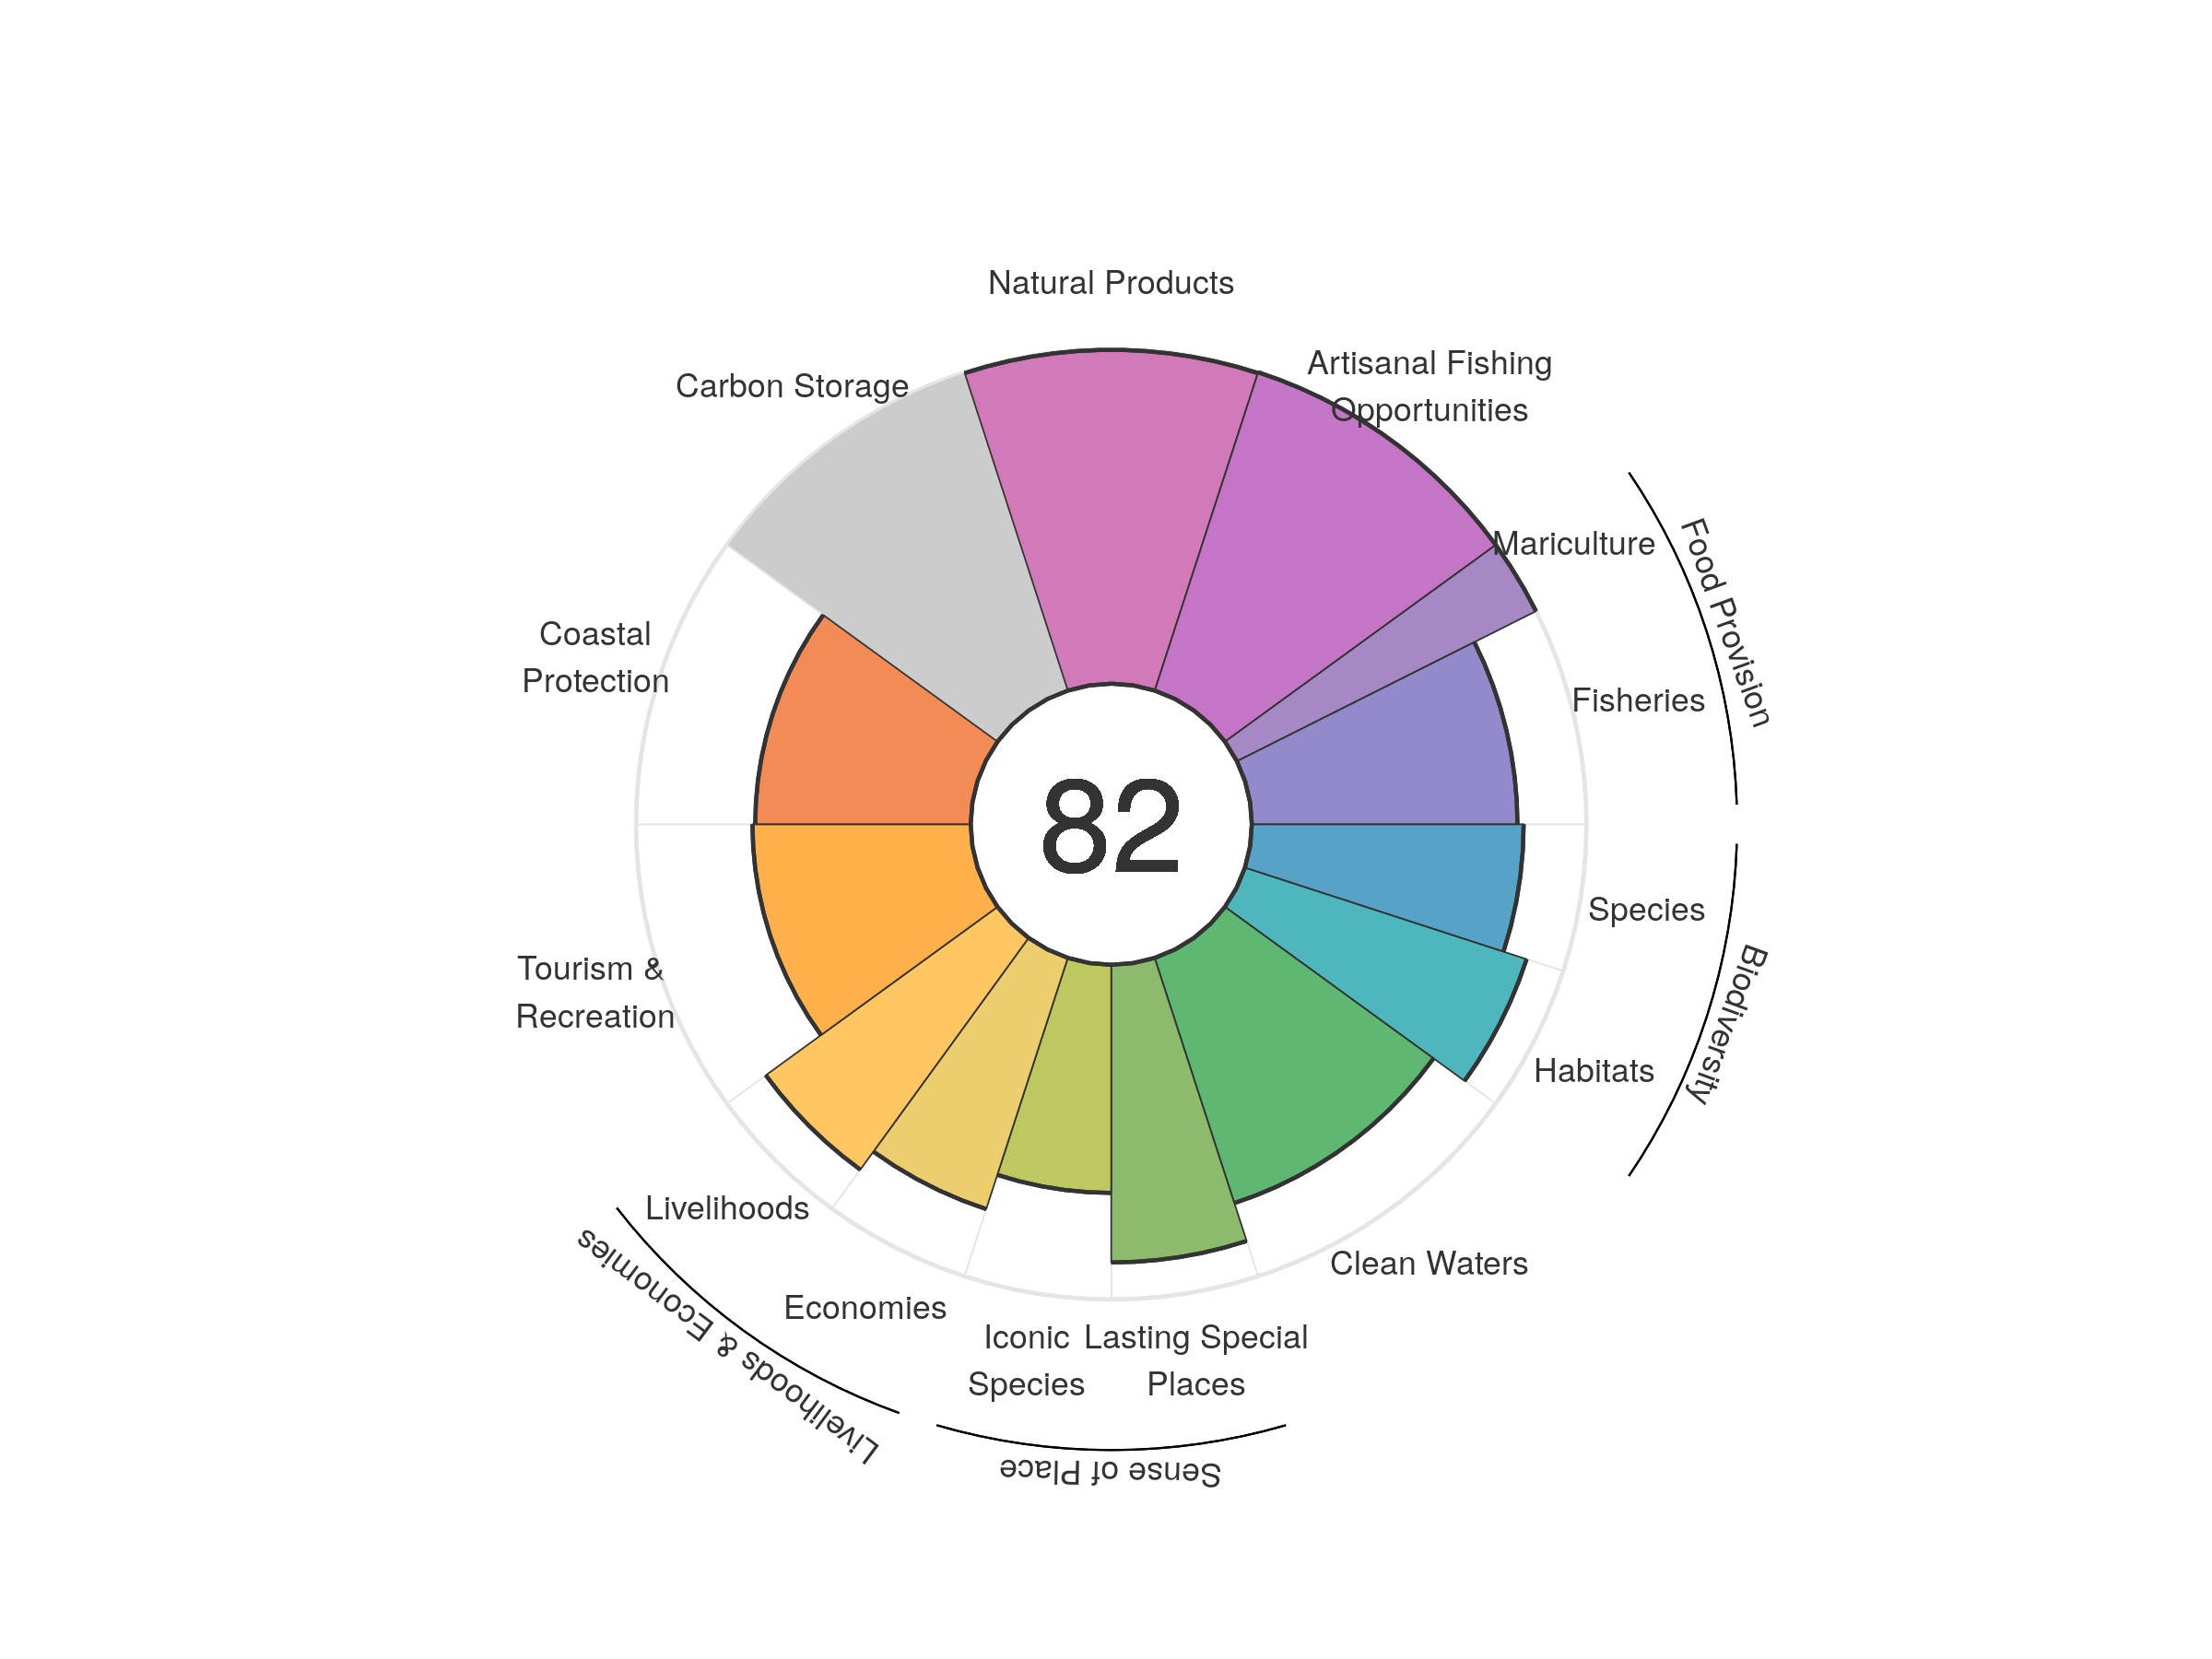 Natural Products
Carbon Storage
Artisanal Fishing
Opportunities
Mariculture
Food Provision
Coastal
Protection
Fisheries
82
Species
Tourism &
Recreation
Biodiversity
Habitats
Livelihoods
Clean Waters
Livelihoods & Economies
Economies
Iconic
Species
Lasting Special
Places
Sense of Place